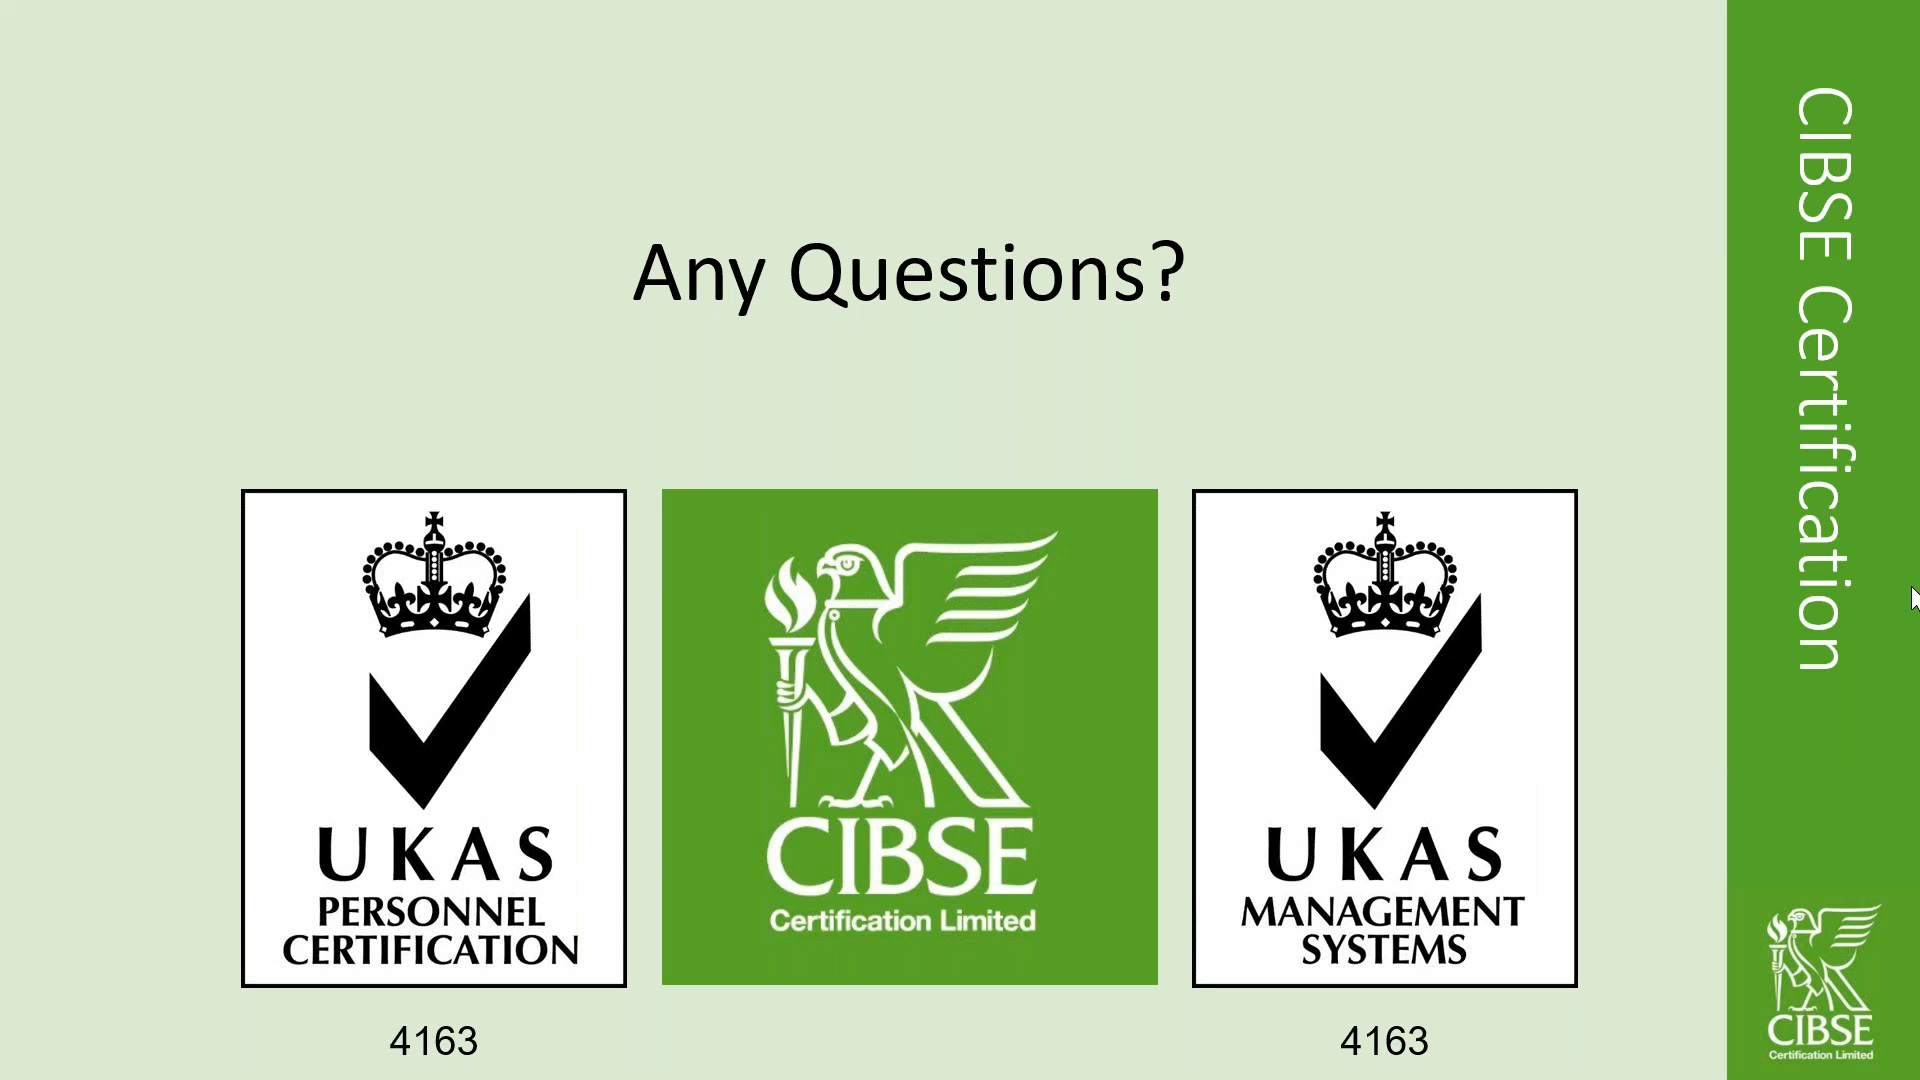 Any Questions?
UKAS
PERSONNEL
CERTIFICATION
4163
CIBSE
Certification Limited
UKAS
MANAGEMENT
SYSTEMS
4163
CIBSE Certification
CIBSE
Certification Limited